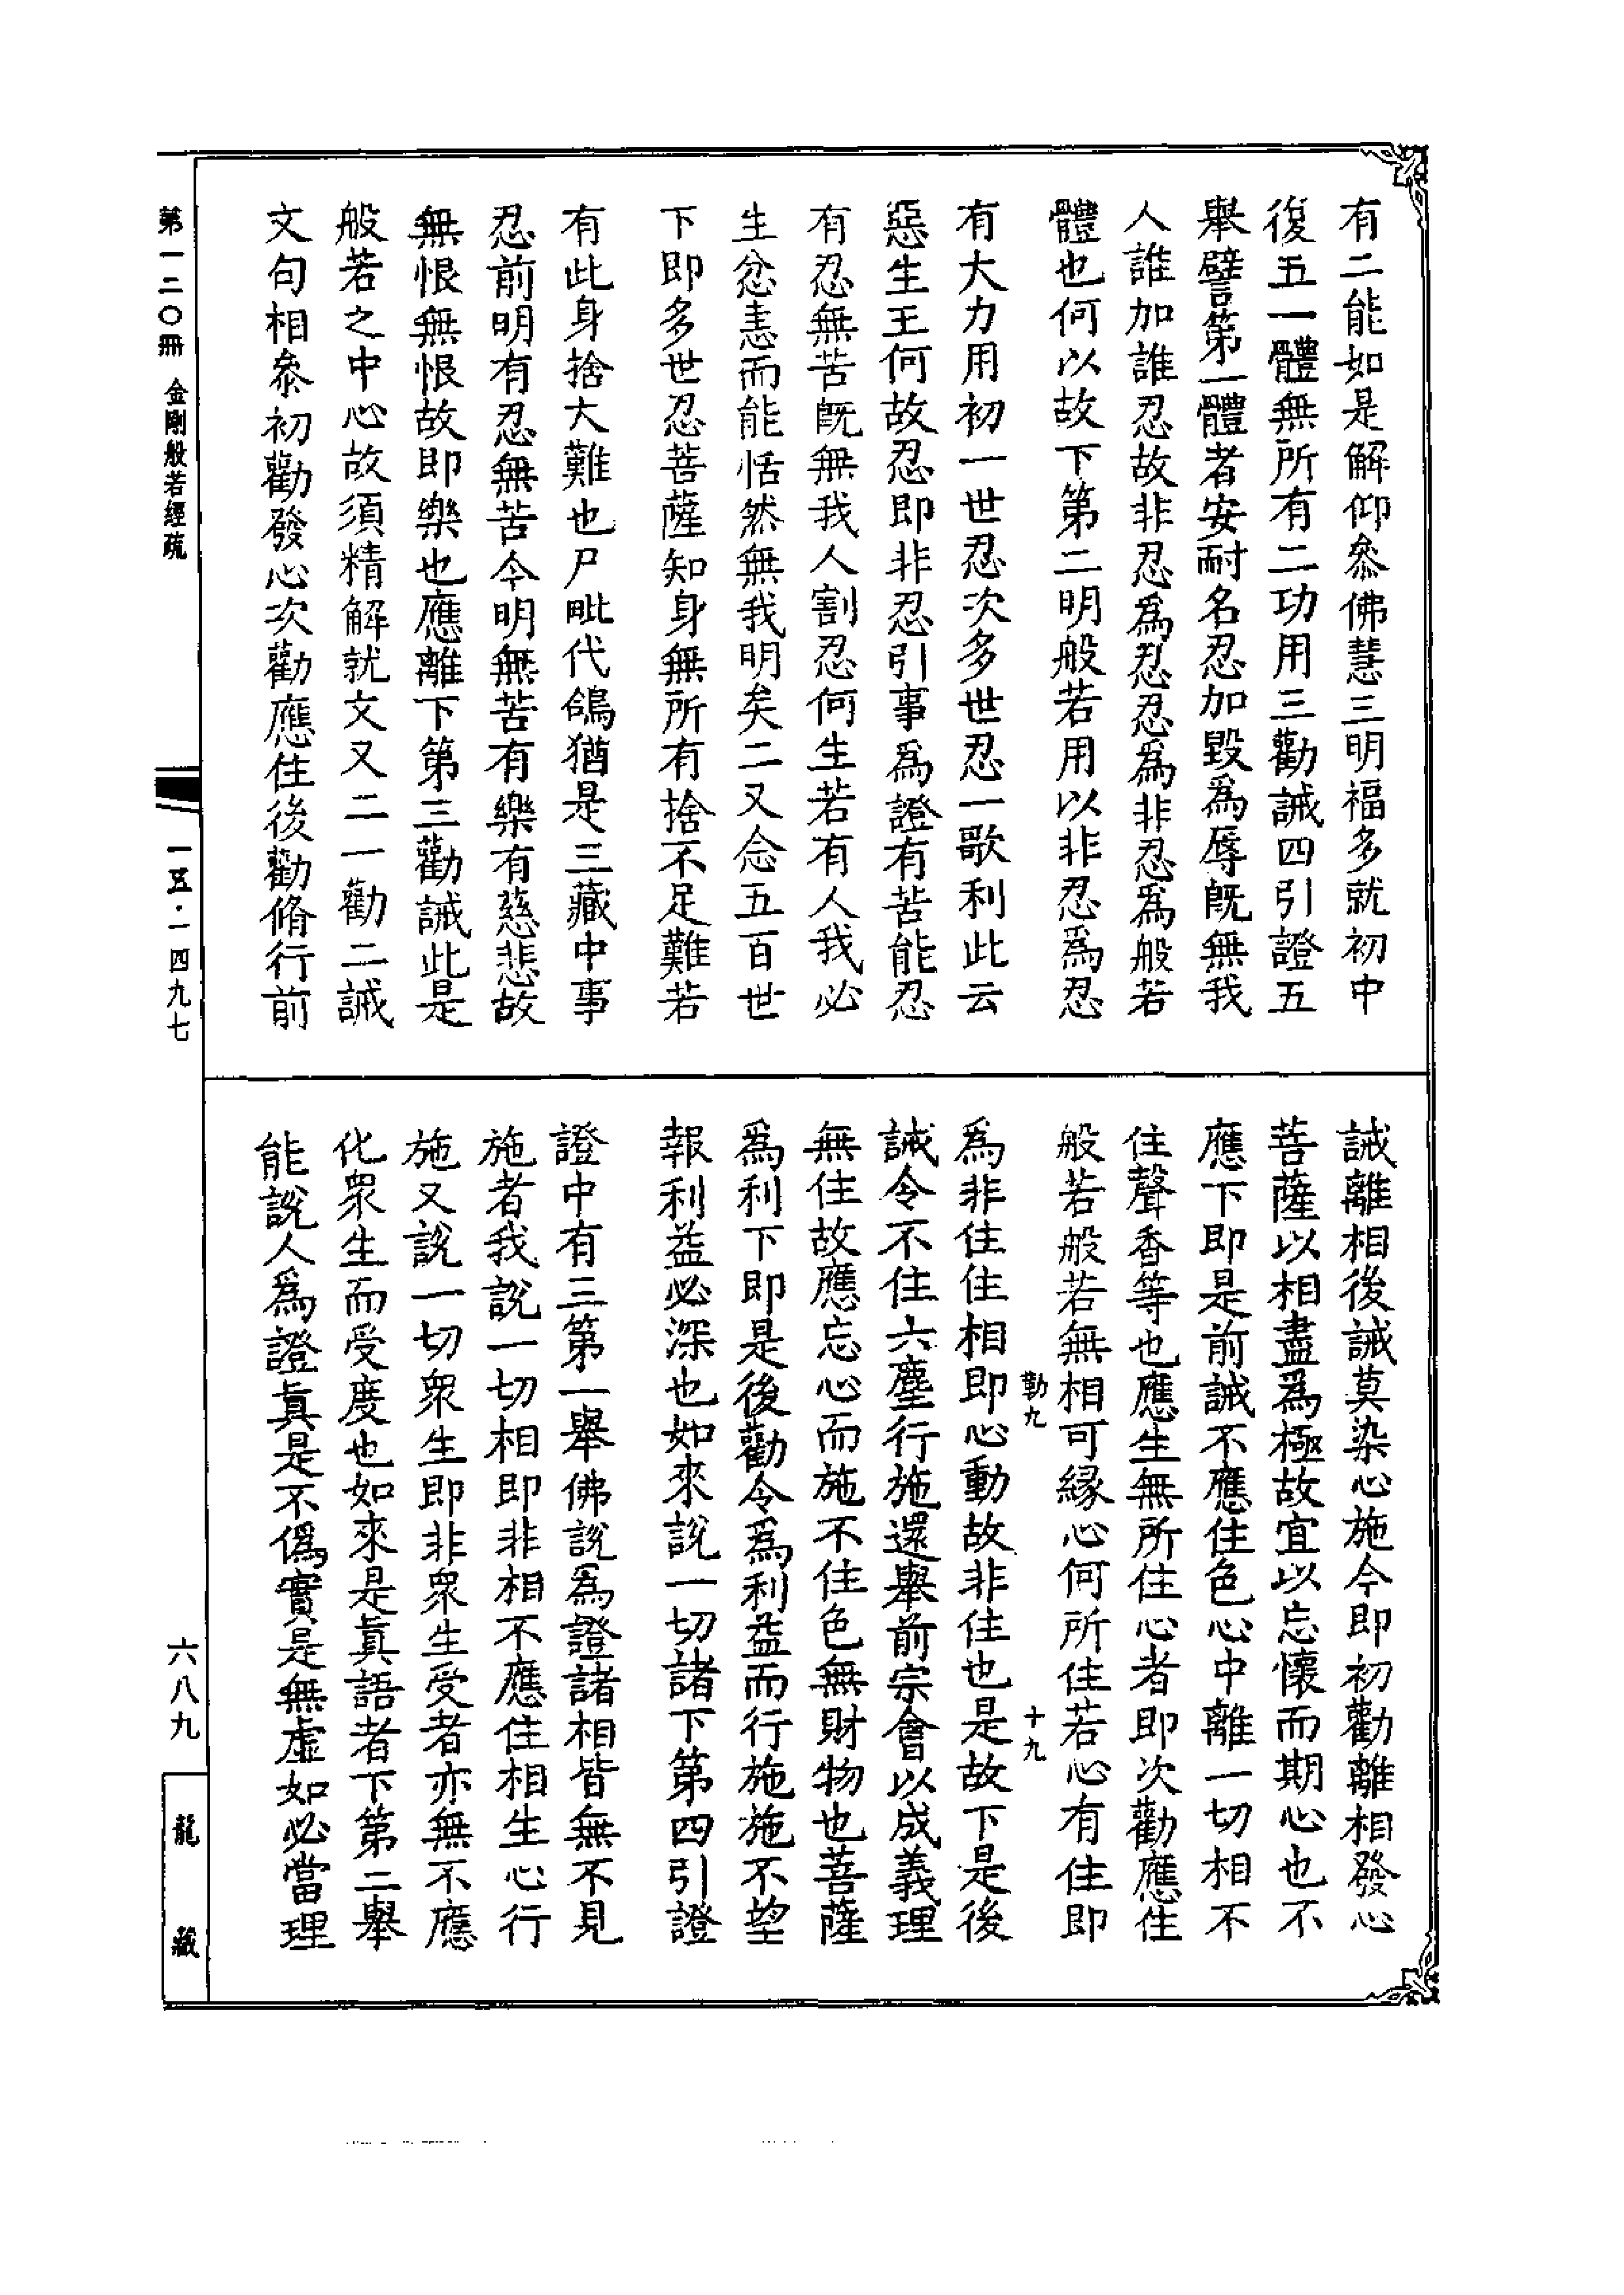 有二能如是解仰叅佛慧三明福多就初中
復五一體無所有二功用三勸誡四引證五
舉譬第一體者安耐名忍加毀爲辱旣無我
人誰加誰忍故非忍爲忍忍爲非忍爲般若
體也何以故下第二明般若用以非忍爲忍
有大力用初一世忍次多世忍一歌利此云
惡生王何故忍即非忍引事爲證有苦能忍
有忍無苦旣無我人割忍何生若有人我必
生忿恚而能恬然無我明矣二又念五百世
下即多世忍菩薩知身無所有捨不足難若
有此身捨大難也尸毗代鴿猶是三藏中事
忍前明有忍無苦今明無苦有樂有慈悲故
無恨無恨故即樂也應離下第三勸誡此是
般若之中心故須精解就文又二一勸二誡
文句相叅初勸發心次勸應住後勸脩行前
誡離相後誡莫染心施今即初勸離相發心
菩薩以相盡爲極故宜以忘懷而期心也不
應下即是前誡不應住色心中離一切相不
住聲香等也應生無所住心者即次勸應住
般若般若無相可緣心何所住若心有住即
勒九 十九
爲非住住相即心動故非住也是故下是後
誡令不住六塵行施還舉前宗會以成義理
無住故應忘心而施不住色無財物也菩薩
爲利下即是後勸令爲利益而行施施不望
報利益必深也如來說一切諸下第四引證
證中有三第一舉佛說爲證諸相皆無不見
施者我說一切相即非相不應住相生心行
施又說一切衆生即非衆生受者亦無不應
化衆生而受度也如來是眞語者下第二舉
能說人爲證眞是不僞實是無虛如必當理
第一二〇冊 金剛般若經疏
一五·一四九七
六八九
龍藏